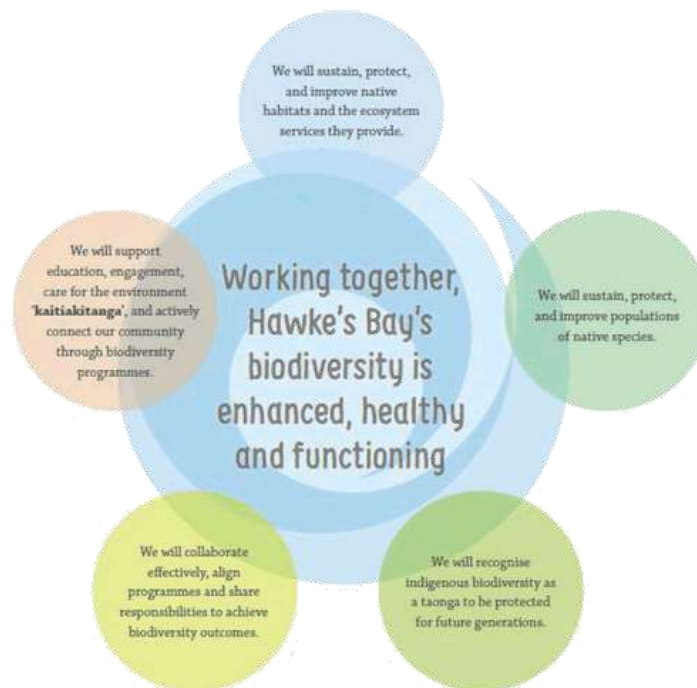 We will sustain, protect,
and improve native
habitats and the ecosystem
services they provide.
We will support
education, engagement,
care for the environment
'kaitiakitanga', and actively
connect our community
through biodiversity
programmes.
Working together,
Hawke's Bay's
biodiversity is
enhanced, healthy
and functioning
We will sustain, protect,
and improve populations
of native species.
We will collaborate
effectively, align
programmes and share
responsibilities to achieve
biodiversity outcomes.
We will recognise
indigenous biodiversity as
a taonga to be protected
for future generations.